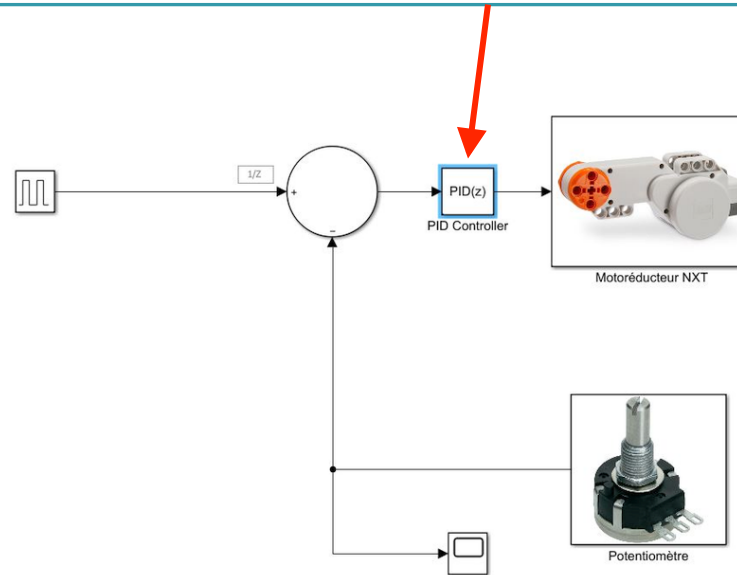 1/Z
+
PID(z)
PID Controller
−
Motoréducteur NXT
Potentiomètre